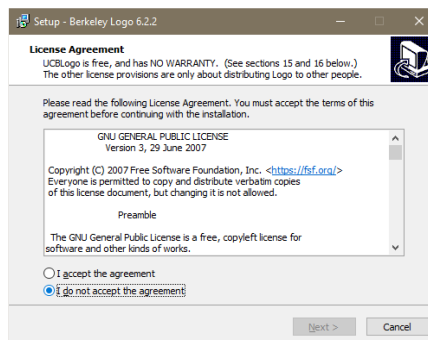 Setup - Berkeley Logo 6.2.2
License Agreement
UCBLogo is free, and has NO WARRANTY. (See sections 15 and 16 below.)
The other license provisions are only about distributing Logo to other people.
Please read the following License Agreement. You must accept the terms of this
agreement before continuing with the installation.
GNU GENERAL PUBLIC LICENSE
Version 3, 29 June 2007
Copyright (C) 2007 Free Software Foundation, Inc. <https://fsf.org/>
Everyone is permitted to copy and distribute verbatim copies
of this license document, but changing it is not allowed.
Preamble
The GNU General Public License is a free, copyleft license for
software and other kinds of works.
I accept the agreement
I do not accept the agreement
Next >
Cancel